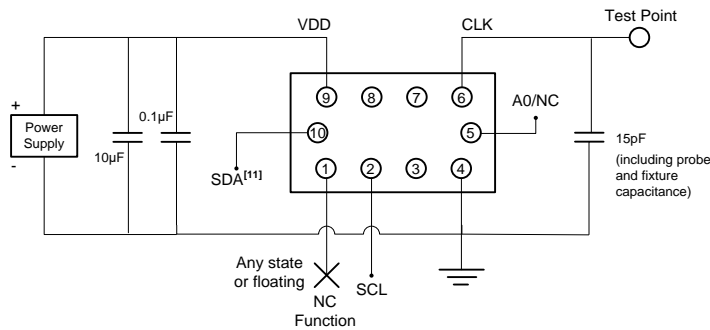 VDD
CLK
Test Point
+
Power
Supply
-
10µF
0.1µF
9
8
7
6
10
5
1
2
3
4
A0/NC
SDA[11]
15pF
(including probe
and fixture
capacitance)
Any state
or floating
NC
Function
SCL